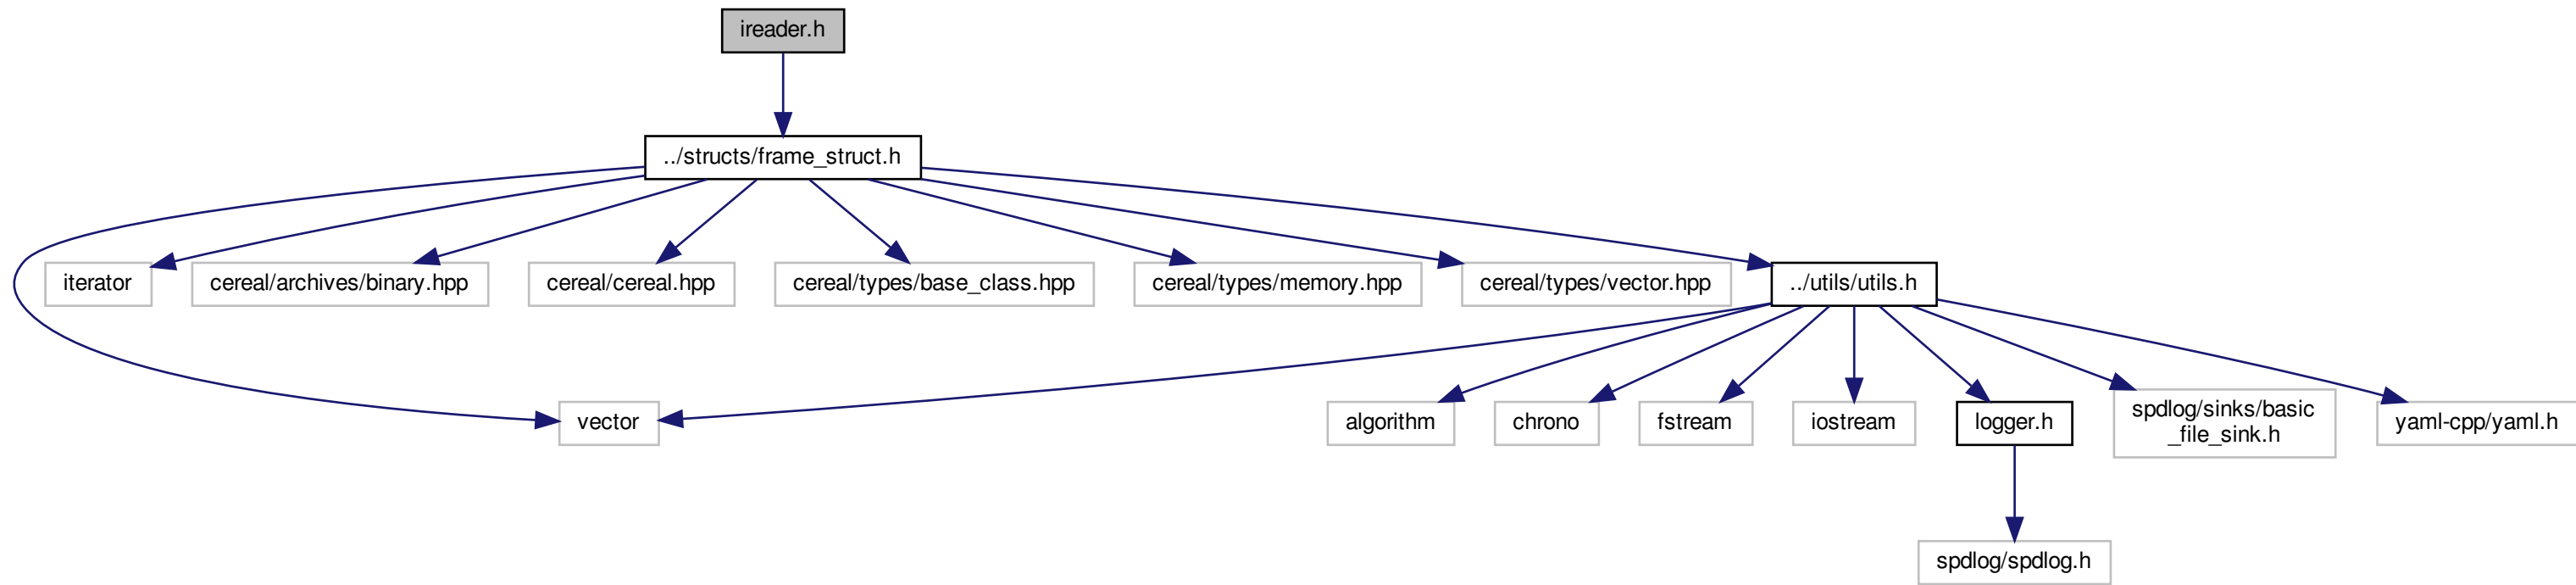 ireader.h
../structs/frame_struct.h
iterator
cereal/archives/binary.hpp
cereal/cereal.hpp
cereal/types/base_class.hpp
cereal/types/memory.hpp
cereal/types/vector.hpp
../utils/utils.h
vector
algorithm
chrono
fstream
iostream
logger.h
spdlog/sinks/basic
_file_sink.h
yaml-cpp/yaml.h
spdlog/spdlog.h